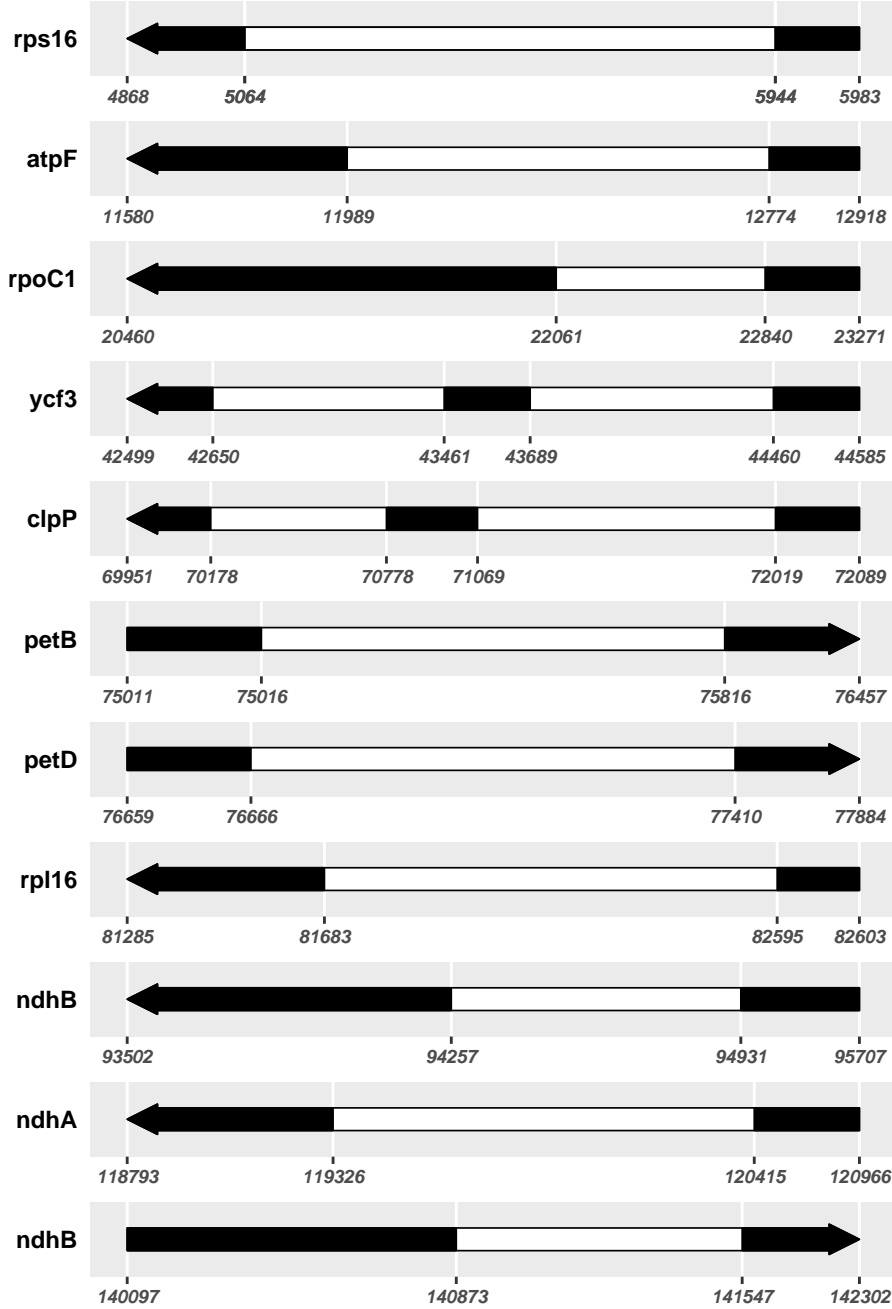 rps16
4868 5064 5944 5983
atpF
11580 11989 12774 12918
rpoC1
20460 22061 22840 23271
ycf3
42499 42650 43461 43689 44460 44585
clpP
69951 70178 70778 71069 72019 72089
petB
75011 75016 75816 76457
petD
76659 76666 77410 77884
rpl16
81285 81683 82595 82603
ndhB
93502 94257 94931 95707
ndhA
118793 119326 120415 120966
ndhB
140097 140873 141547 142302